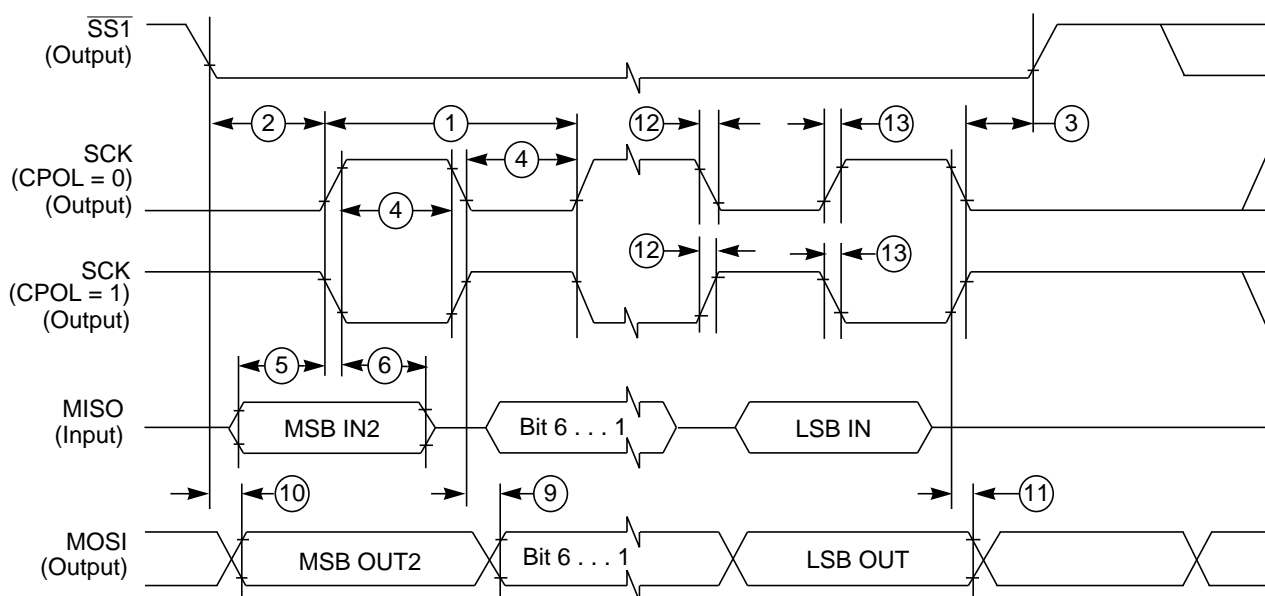 SS1
(Output)
2
1
12
13
3
SCK
(CPOL = 0)
(Output)
4
4
SCK
(CPOL = 1)
(Output)
12
13
5
6
MISO
(Input)
MSB IN2
Bit 6 . . . 1
LSB IN
10
9
11
MOSI
(Output)
MSB OUT2
Bit 6 . . . 1
LSB OUT